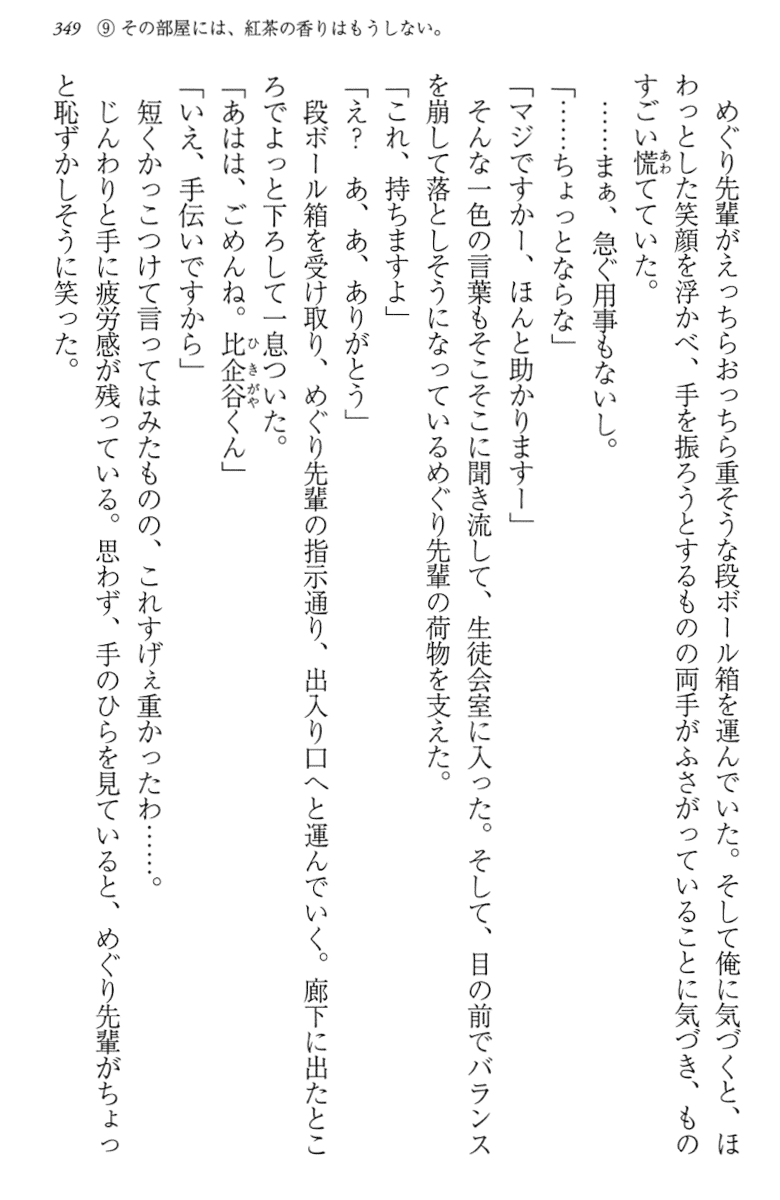 349 ⑨ その部屋には、紅茶の香りはもうしない。
めぐり先輩がえっちらおっちら重そうな段ボール箱を運んでいた。そして俺に気づくと、ほ
わっとした笑顔を浮かべ、手を振ろうとするものの両手がふさがっていることに気づき、もの
すごい慌あわてていた。
……まぁ、急ぐ用事もないし。
「……ちょっとならな」
「マジですかー、ほんと助かりますー」
そんな一色の言葉もそこそこに聞き流して、生徒会室に入った。そして、目の前でバランス
を崩して落としそうになっているめぐり先輩の荷物を支えた。
「これ、持ちますよ」
「え？　あ、あ、ありがとう」
段ボール箱を受け取り、めぐり先輩の指示通り、出入り口へと運んでいく。廊下に出たとこ
ろでよっと下ろして一息ついた。
「あはは、ごめんね。比企谷ひきがやくん」
「いえ、手伝いですから」
短くかっこつけて言ってはみたものの、これすげぇ重かったわ……。
じんわりと手に疲労感が残っている。思わず、手のひらを見ていると、めぐり先輩がちょっ
と恥ずかしそうに笑った。